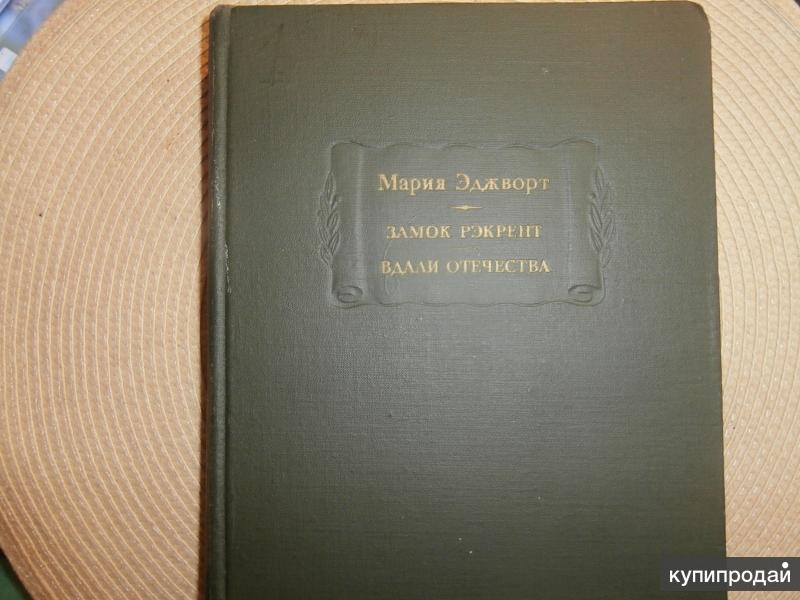 Мария Эджворт
ЗАМОК РЭКРЕНТ
ВДАЛИ ОТЕЧЕСТВА
купипродай